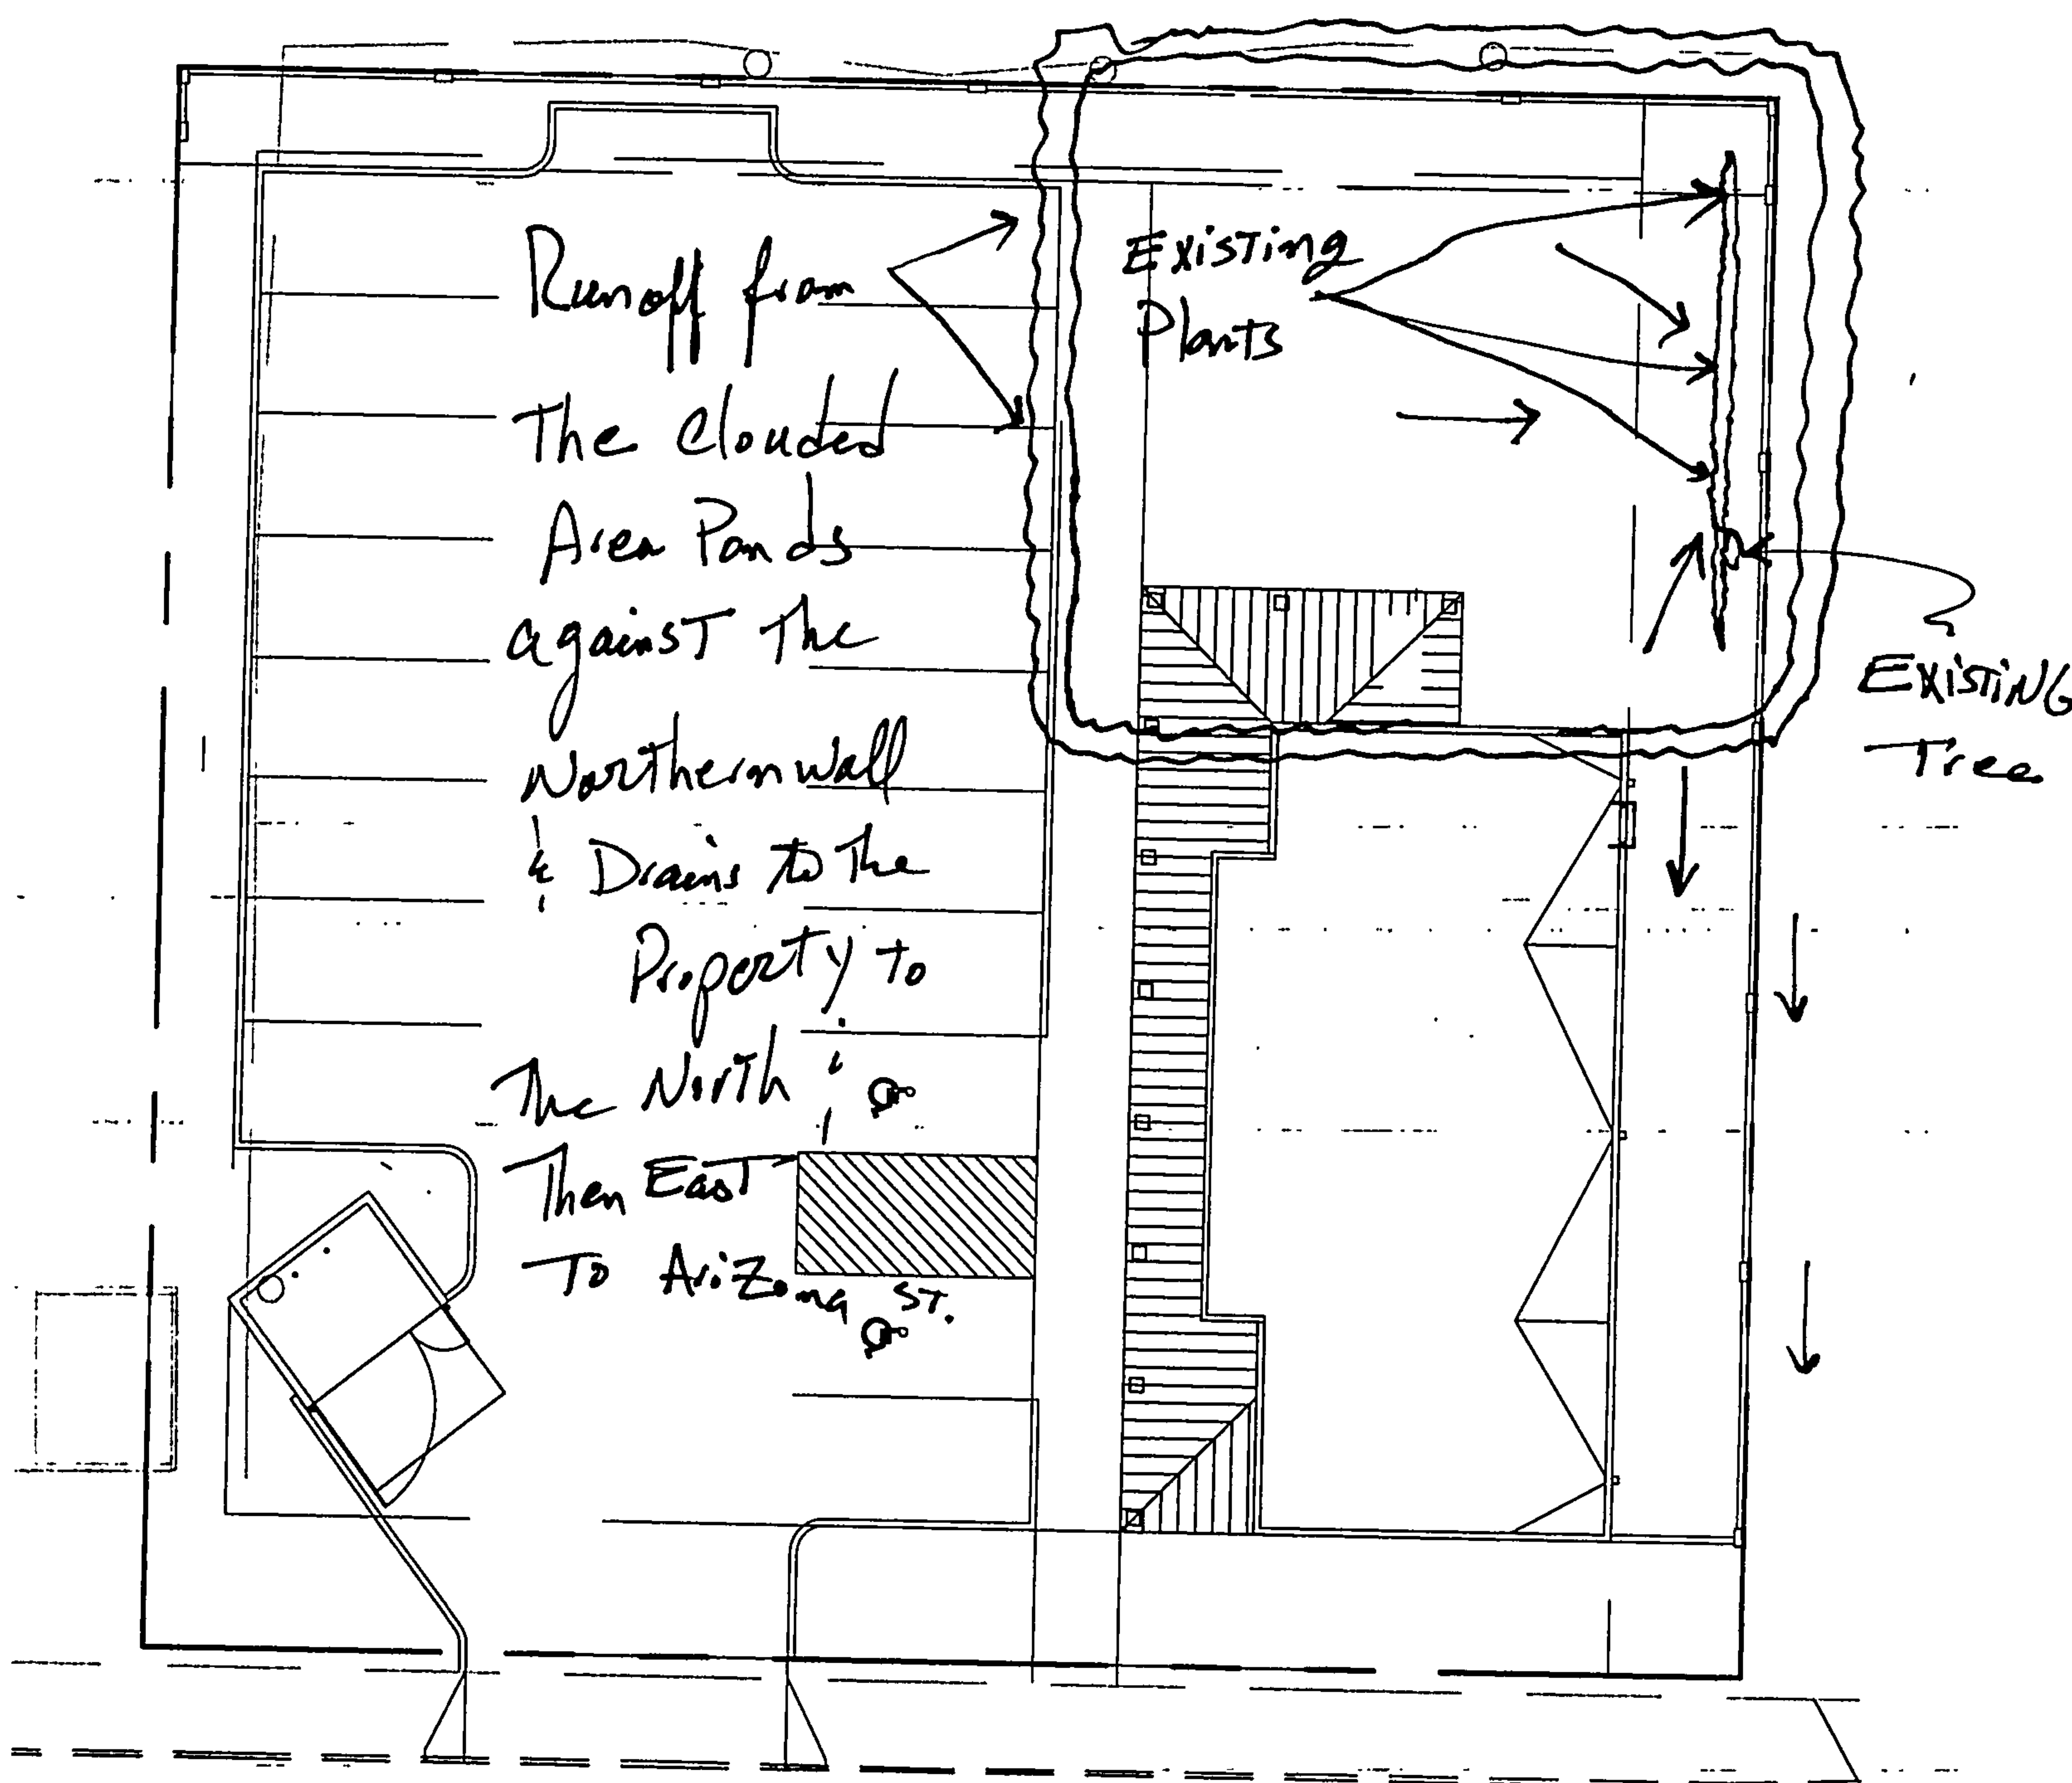 Runoff from
The Clouded
Area Ponds
against The
Northern wall
& Drains to The
Property to
The North &
Then East
To Arizona St.
Existing
Plants
Existing
Tree